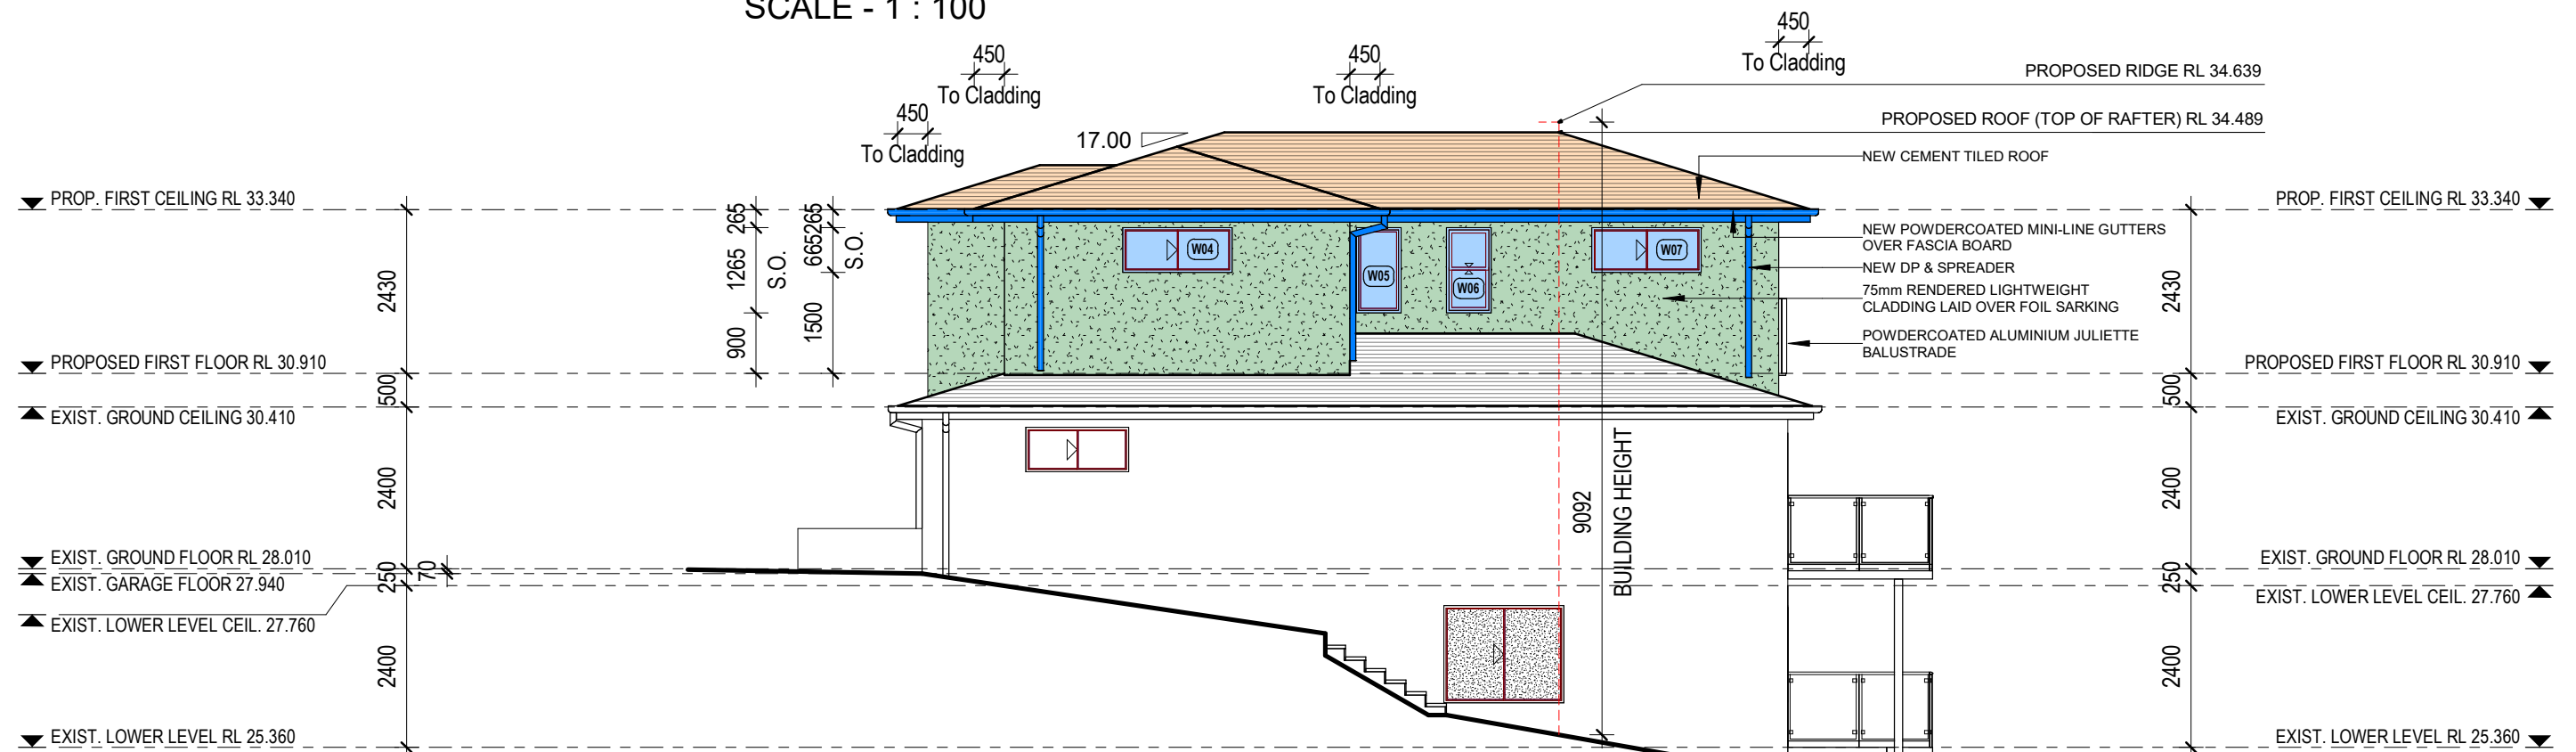 SCALE - 1 : 100
450
To Cladding
450
To Cladding
450
To Cladding
450
To Cladding
17.00
PROPOSED RIDGE RL 34.639
PROPOSED ROOF (TOP OF RAFTER) RL 34.489
NEW CEMENT TILED ROOF
NEW POWDERCOATED MINI-LINE GUTTERS
OVER FASCIA BOARD
NEW DP & SPREADER
75mm RENDERED LIGHTWEIGHT
CLADDING LAID OVER FOIL SARKING
POWDERCOATED ALUMINIUM JULIETTE
BALUSTRADE
PROP. FIRST CEILING RL 33.340
PROPOSED FIRST FLOOR RL 30.910
EXIST. GROUND CEILING 30.410
EXIST. GROUND FLOOR RL 28.010
EXIST. GARAGE FLOOR 27.940
EXIST. LOWER LEVEL CEIL. 27.760
EXIST. LOWER LEVEL RL 25.360
2430
500
2400
250
70
2400
265
1265
900
S.O.
265
665
1500
S.O.
W04
W05
W06
W07
9092
BUILDING HEIGHT
2430
500
2400
250
2400
PROP. FIRST CEILING RL 33.340
PROPOSED FIRST FLOOR RL 30.910
EXIST. GROUND CEILING 30.410
EXIST. GROUND FLOOR RL 28.010
EXIST. LOWER LEVEL CEIL. 27.760
EXIST. LOWER LEVEL RL 25.360